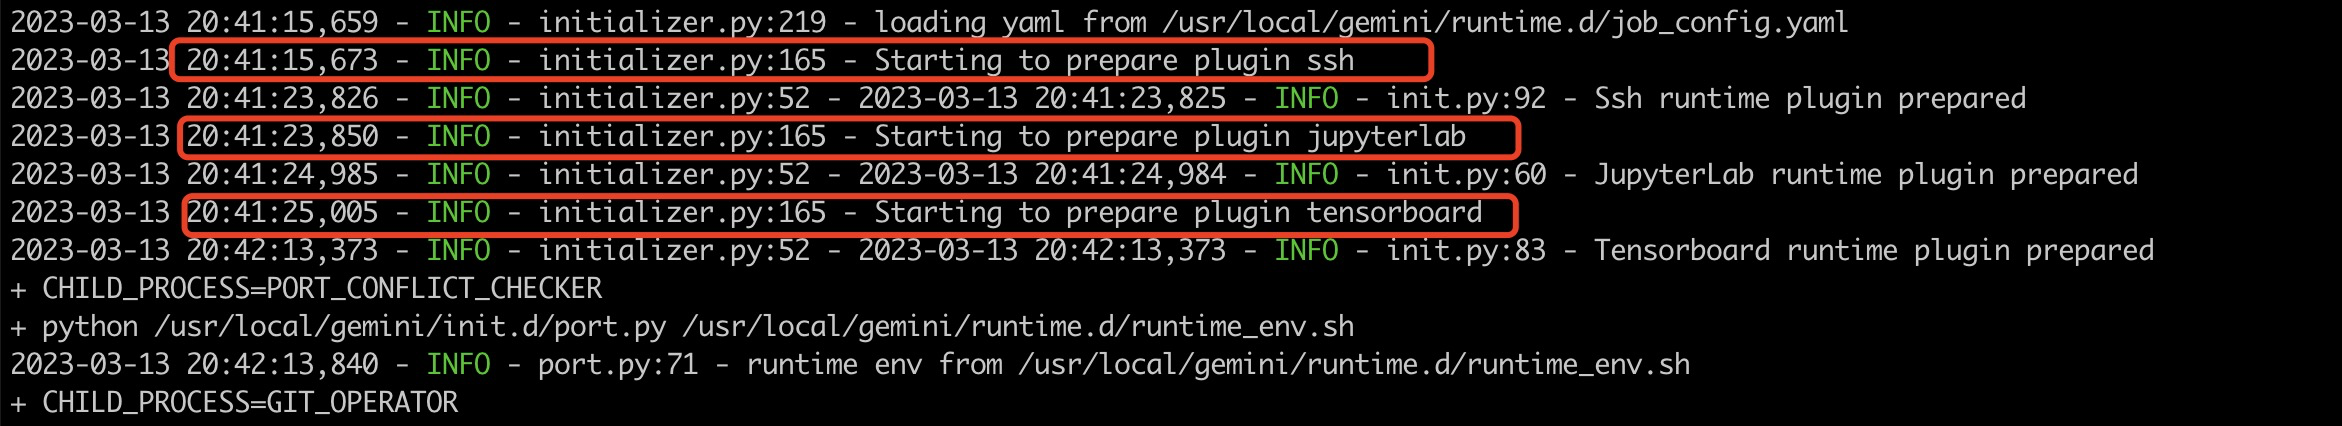 2023-03-13 20:41:15,659 - INFO - initializer.py:219 - loading yaml from /usr/local/gemini/runtime.d/job_config.yaml
2023-03-13 20:41:15,673 - INFO - initializer.py:165 - Starting to prepare plugin ssh
2023-03-13 20:41:23,826 - INFO - initializer.py:52 - 2023-03-13 20:41:23,825 - INFO - init.py:92 - Ssh runtime plugin prepared
2023-03-13 20:41:23,850 - INFO - initializer.py:165 - Starting to prepare plugin jupyterlab
2023-03-13 20:41:24,985 - INFO - initializer.py:52 - 2023-03-13 20:41:24,984 - INFO - init.py:60 - JupyterLab runtime plugin prepared
2023-03-13 20:41:25,005 - INFO - initializer.py:165 - Starting to prepare plugin tensorboard
2023-03-13 20:42:13,373 - INFO - initializer.py:52 - 2023-03-13 20:42:13,373 - INFO - init.py:83 - Tensorboard runtime plugin prepared
+ CHILD_PROCESS=PORT_CONFLICT_CHECKER
+ python /usr/local/gemini/init.d/port.py /usr/local/gemini/runtime.d/runtime_env.sh
2023-03-13 20:42:13,840 - INFO - port.py:71 - runtime env from /usr/local/gemini/runtime.d/runtime_env.sh
+ CHILD_PROCESS=GIT_OPERATOR